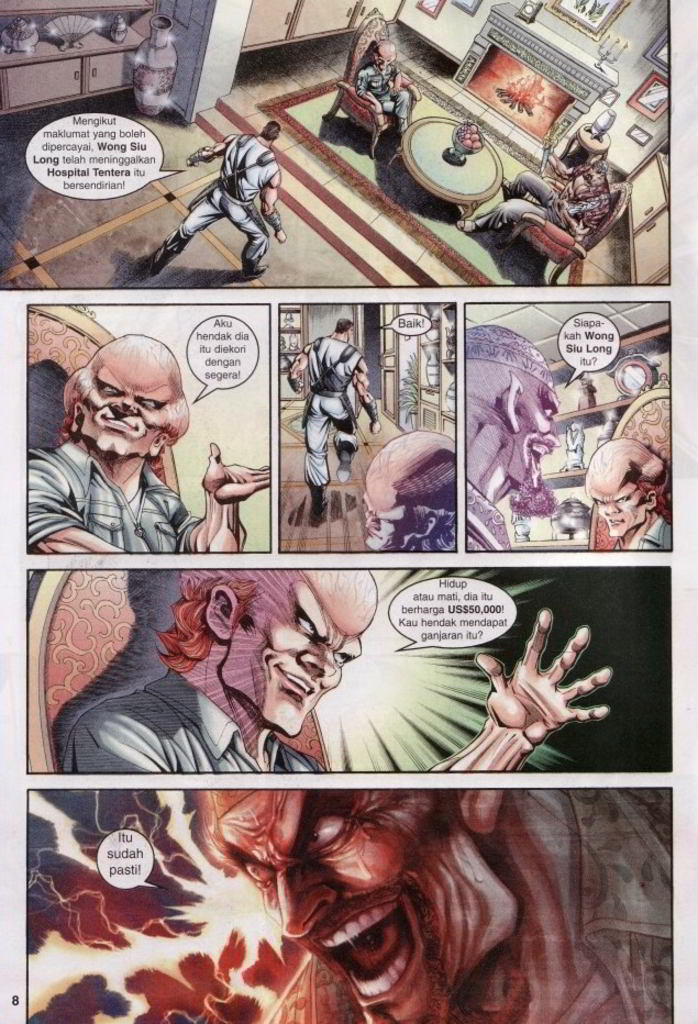 Mengikut
maklumat yang boleh
dipercayai, Wong Siu
Long telah meninggalkan
Hospital Tentera itu
bersendirian!
Aku
hendak dia
itu diekori
dengan
segera!
Baik!
Siapa-
kah Wong
Siu Long
itu?
Hidup
atau mati, dia itu
berharga US$50,000!
Kau hendak mendapat
ganjaran itu?
Itu
sudah
pasti!
8